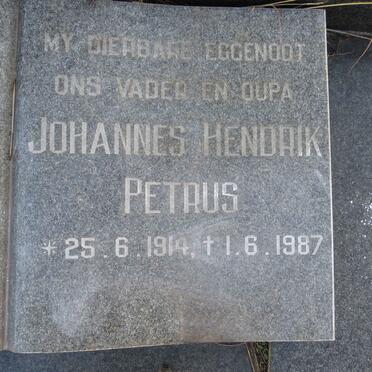 MY DIERBARE EGGENOOT
ONS VADER EN OUPA
JOHANNES HENDRIK
PETRUS
* 25.6.1914, † 1.6.1987